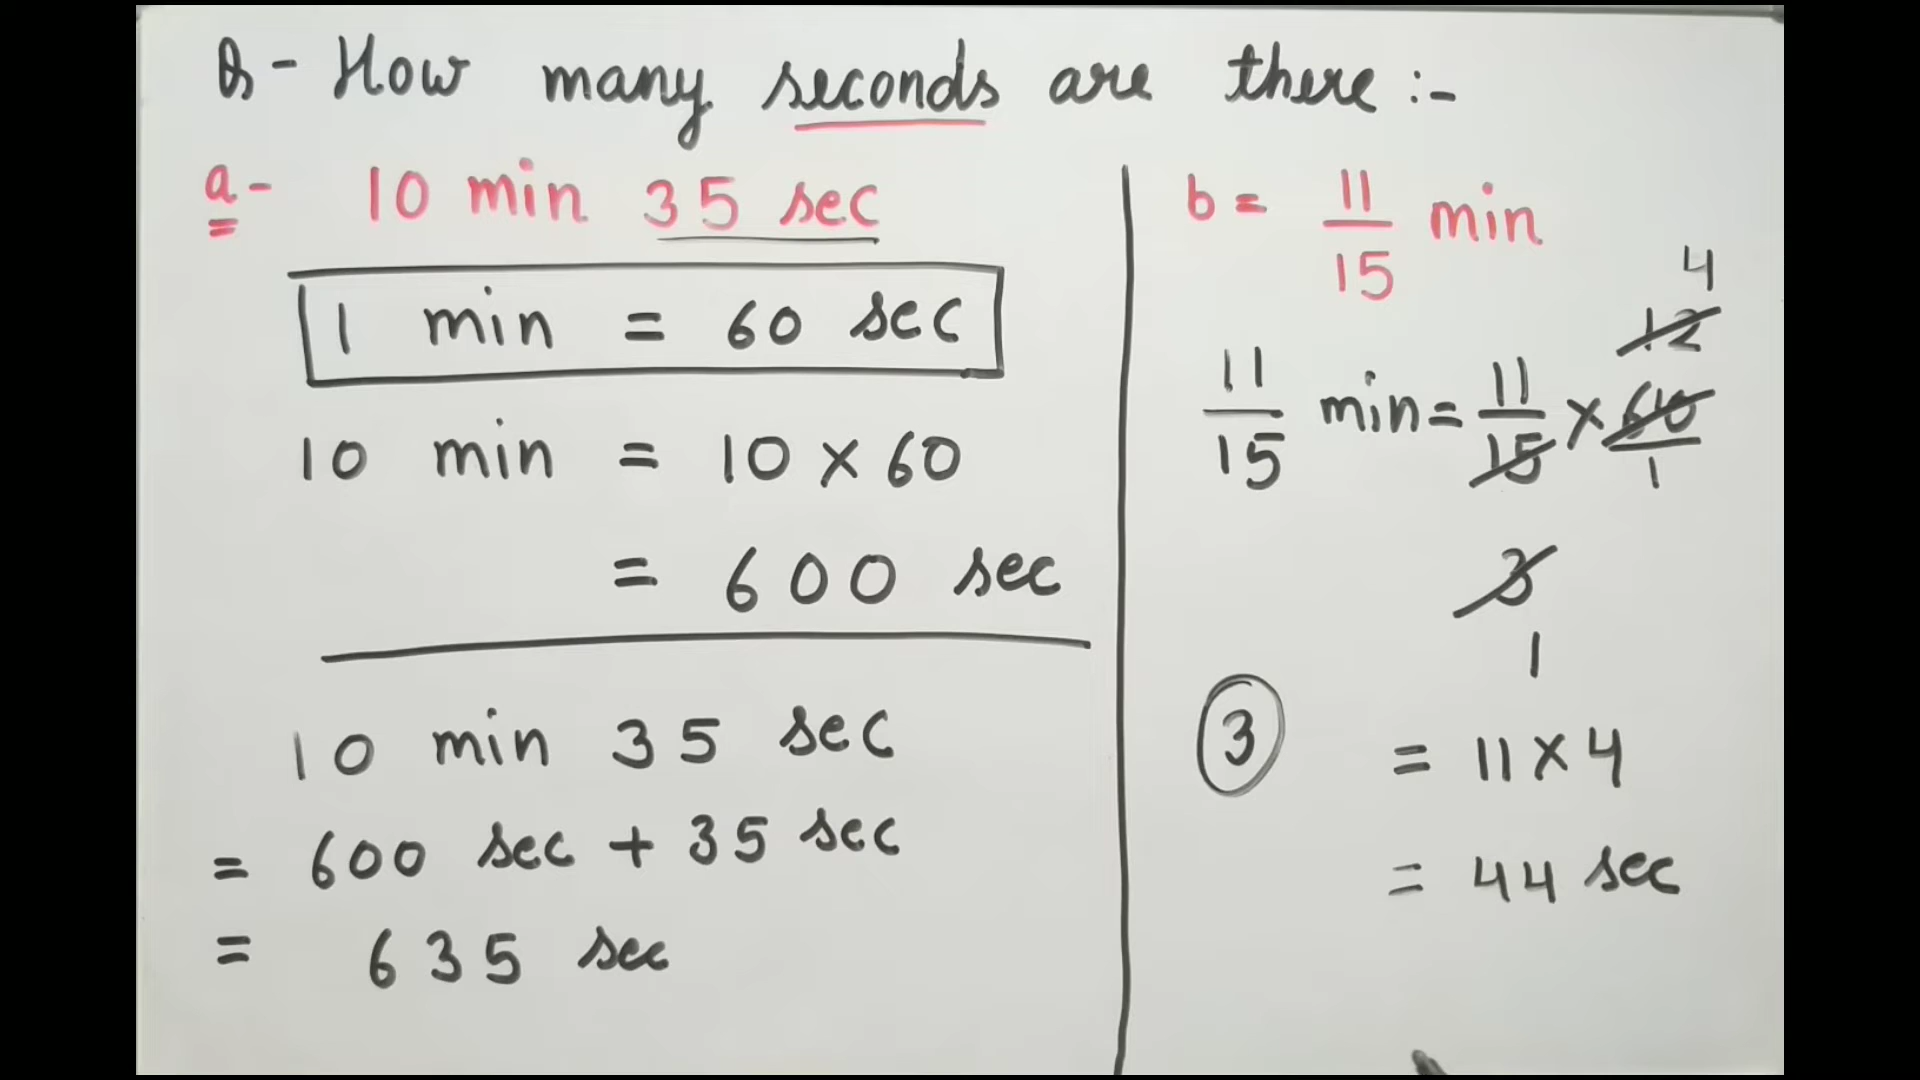 Q - How many seconds are there :-
a - 10 min 35 sec
1 min = 60 sec
10 min = 10 x 60
= 600 sec
10 min 35 sec
= 600 sec + 35 sec
= 635 sec
b = 11/15 min
4
12
11/15 min = 11/15 x 60/1
3
1
3
= 11 x 4
= 44 sec